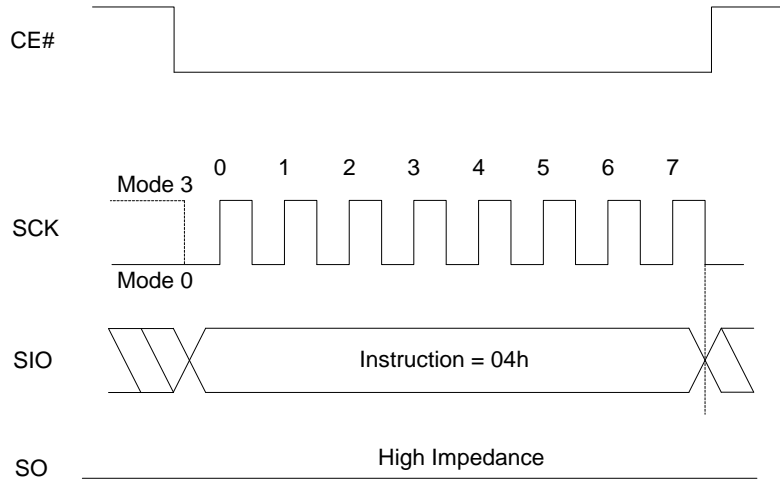 CE#
0 1 2 3 4 5 6 7
Mode 3
SCK
Mode 0
SIO
Instruction = 04h
High Impedance
SO